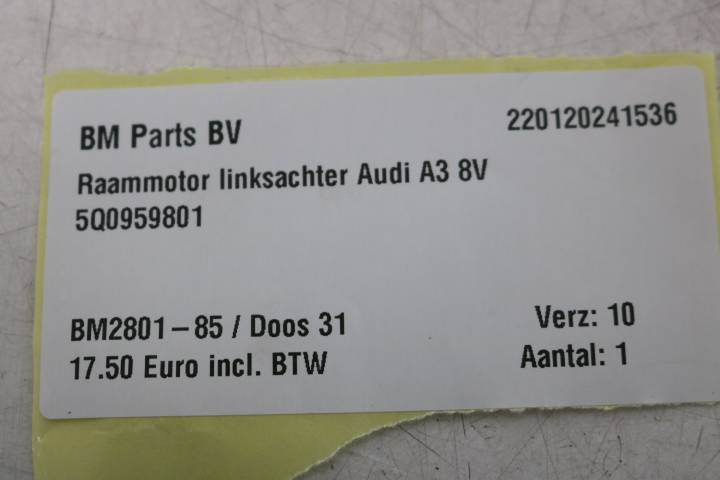 BM Parts BV 220120241536
Raammotor linksachter Audi A3 8V
5Q0959801
BM2801-85 / Doos 31 Verz: 10
17.50 Euro incl. BTW Aantal: 1